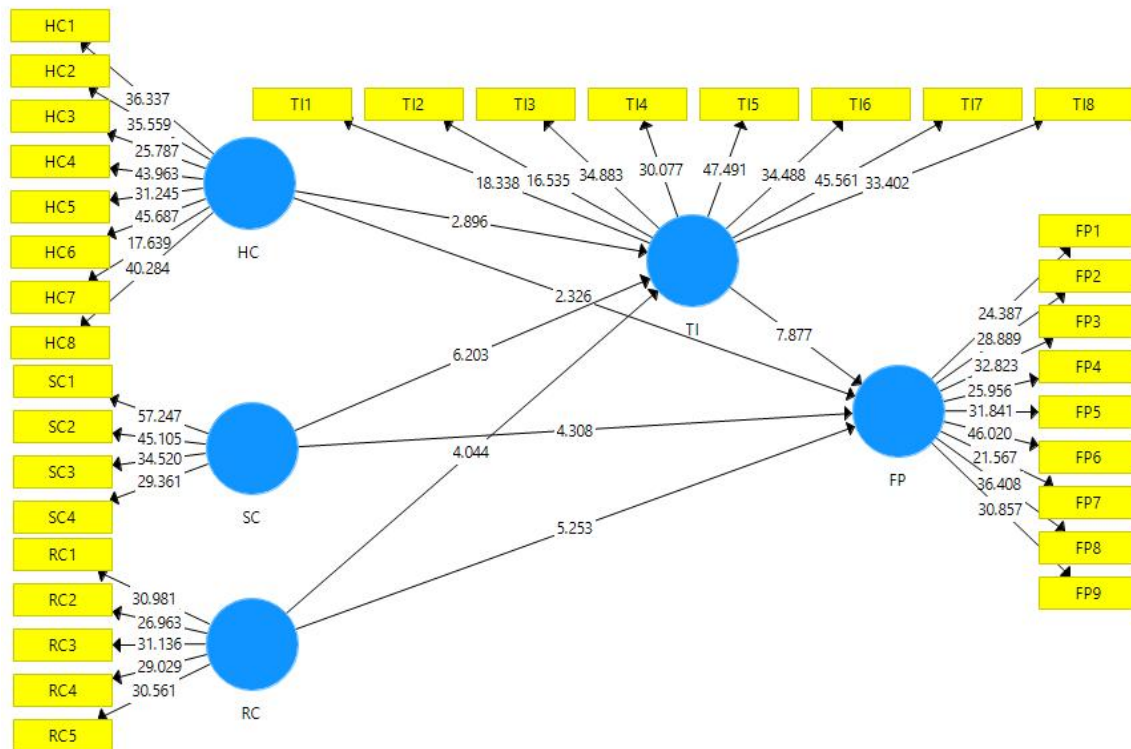 HC1
HC2
HC3
HC4
HC5
HC6
HC7
HC8
36.337
35.559
25.787
43.963
31.245
45.687
17.639
40.284
HC
SC1
SC2
SC3
SC4
57.247
45.105
34.520
29.361
SC
RC1
RC2
RC3
RC4
RC5
30.981
26.963
31.136
29.029
30.561
RC
TI1
TI2
TI3
TI4
TI5
TI6
TI7
TI8
18.338
16.535
34.883
30.077
47.491
34.488
45.561
33.402
TI
2.896
2.326
6.203
4.308
4.044
5.253
7.877
FP
24.387
28.889
32.823
25.956
31.841
46.020
21.567
36.408
30.857
FP1
FP2
FP3
FP4
FP5
FP6
FP7
FP8
FP9